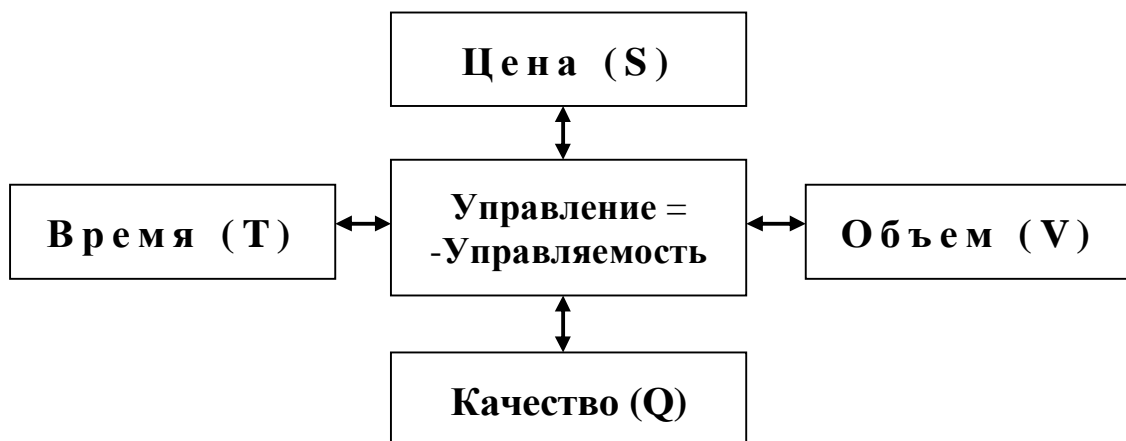 Цена (S)
Время (T)
Управление =
-Управляемость
Объем (V)
Качество (Q)